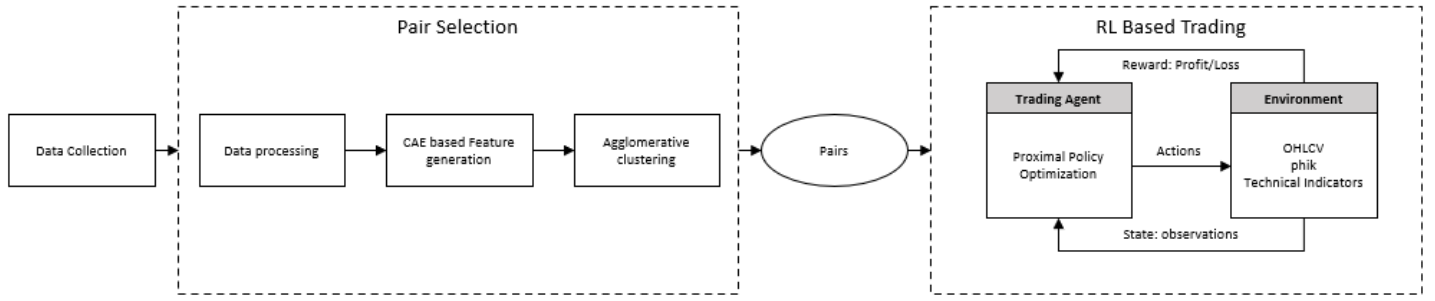 Pair Selection
RL Based Trading
Data Collection
Data processing
CAE based Feature
generation
Agglomerative
clustering
Pairs
Reward: Profit/Loss
Trading Agent
Proximal Policy
Optimization
Actions
Environment
OHLCV
phik
Technical Indicators
State: observations